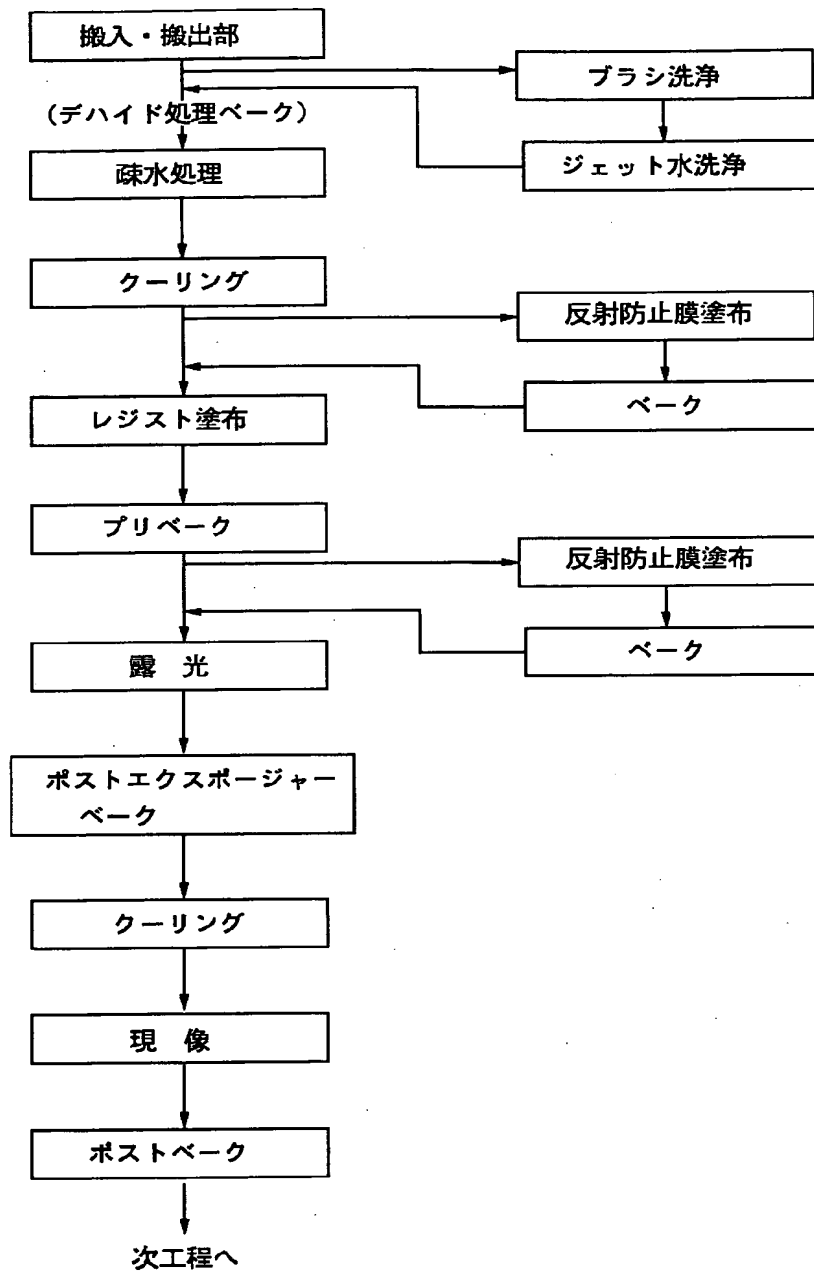 搬入・搬出部
ブラシ洗浄
(デハイド処理ベーク)
ジェット水洗浄
疎水処理
クーリング
反射防止膜塗布
ベーク
レジスト塗布
プリベーク
反射防止膜塗布
ベーク
露 光
ポストエクスポージャー
ベーク
クーリング
現 像
ポストベーク
次工程へ